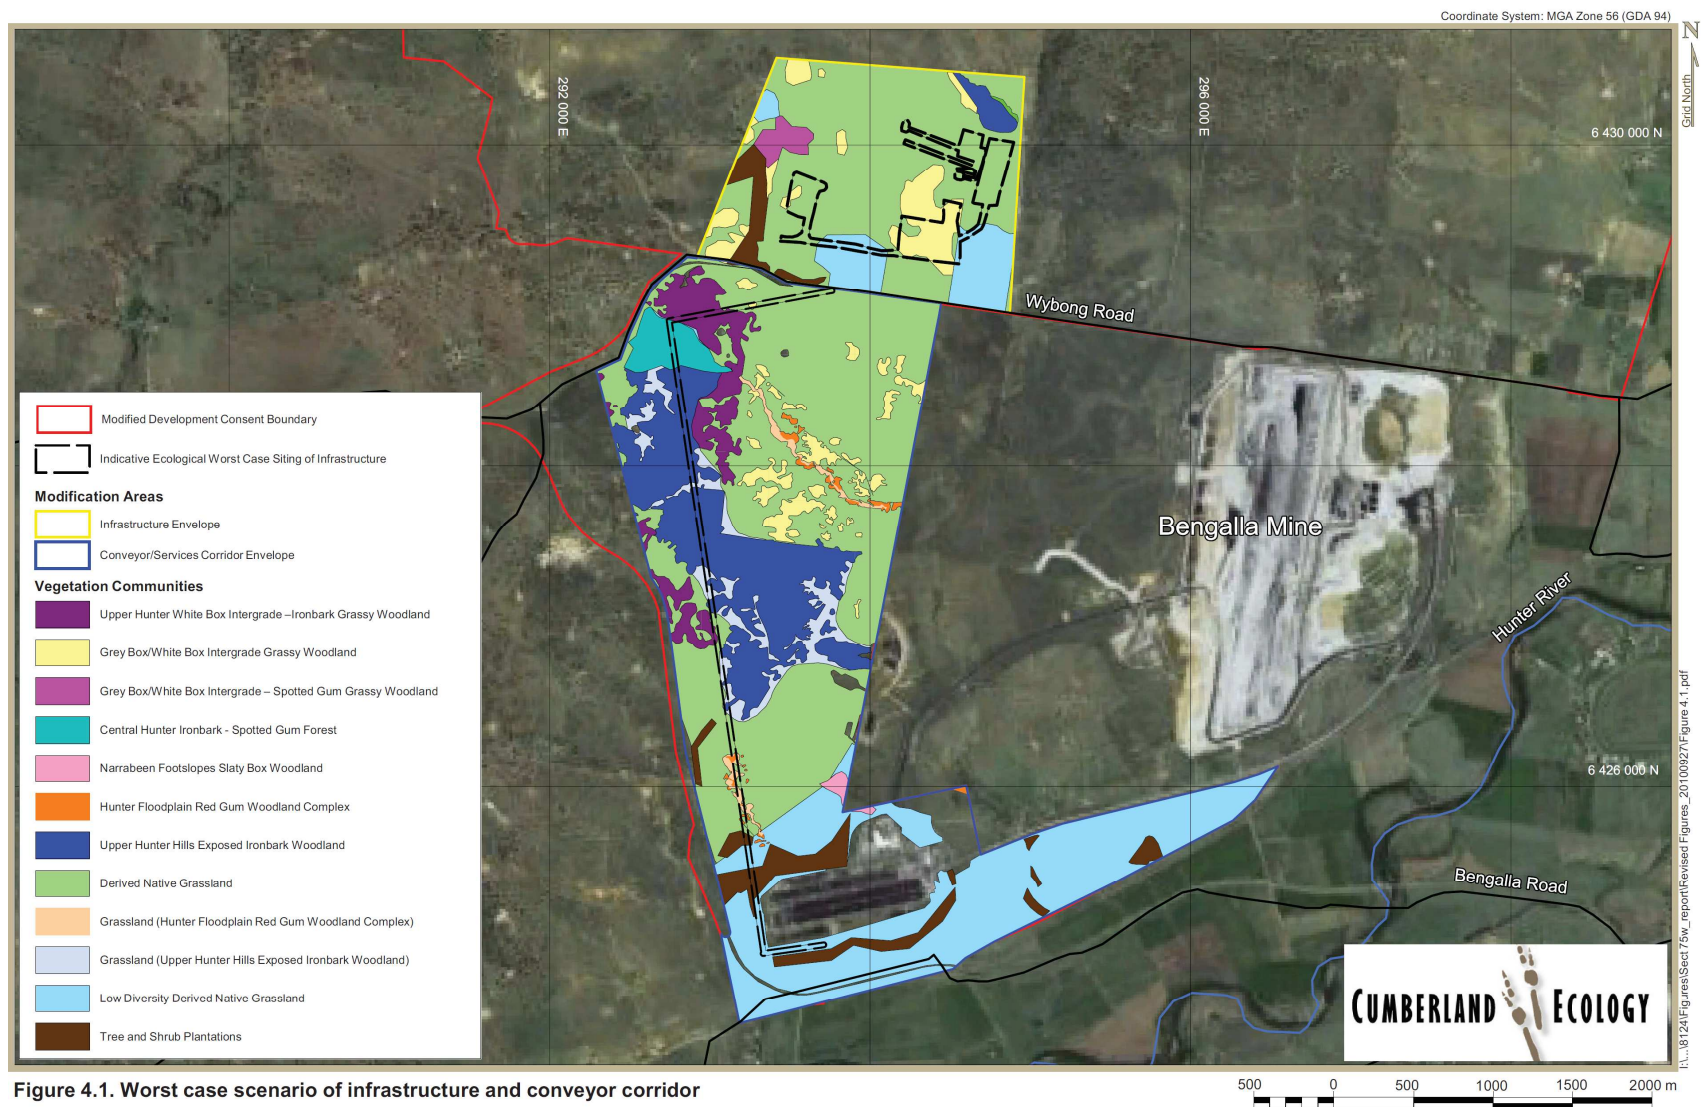 Coordinate System: MGA Zone 56 (GDA 94)
N
Grid North
292 000 E
296 000 E
6 430 000 N
Wybong Road
Modified Development Consent Boundary
Indicative Ecological Worst Case Siting of Infrastructure
Modification Areas
Infrastructure Envelope
Conveyor/Services Corridor Envelope
Vegetation Communities
Upper Hunter White Box Intergrade –Ironbark Grassy Woodland
Grey Box/White Box Intergrade Grassy Woodland
Grey Box/White Box Intergrade – Spotted Gum Grassy Woodland
Central Hunter Ironbark - Spotted Gum Forest
Narrabeen Footslopes Slaty Box Woodland
Hunter Floodplain Red Gum Woodland Complex
Upper Hunter Hills Exposed Ironbark Woodland
Derived Native Grassland
Grassland (Hunter Floodplain Red Gum Woodland Complex)
Grassland (Upper Hunter Hills Exposed Ironbark Woodland)
Low Diversity Derived Native Grassland
Tree and Shrub Plantations
Bengalla Mine
Hunter River
6 426 000 N
Bengalla Road
CUMBERLAND ECOLOGY
I:\...\8124\Figures\Sect 75w_report\Revised Figures_20100927\Figure 4.1.pdf
Figure 4.1. Worst case scenario of infrastructure and conveyor corridor
500 0 500 1000 1500 2000 m